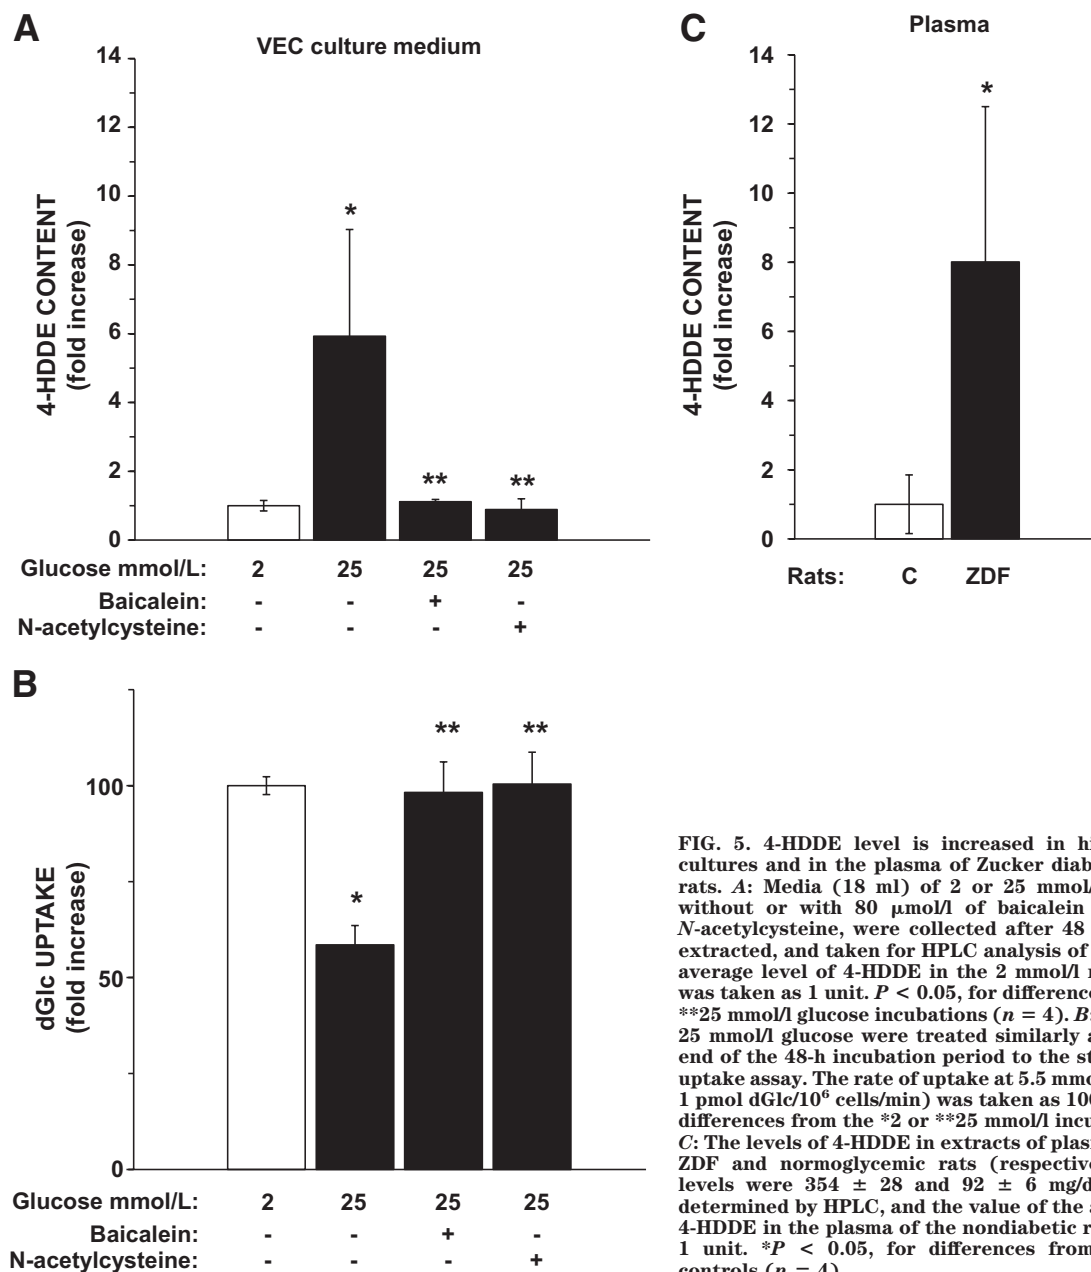 A
VEC culture medium
4-HDDE CONTENT
(fold increase)
14
12
10
8
6
4
2
0
*
**
**
Glucose mmol/L: 2 25 25 25
Baicalein: - - + -
N-acetylcysteine: - - - +
B
dGlc UPTAKE
(fold increase)
100
50
0
*
**
**
Glucose mmol/L: 2 25 25 25
Baicalein: - - + -
N-acetylcysteine: - - - +
C
Plasma
4-HDDE CONTENT
(fold increase)
14
12
10
8
6
4
2
0
*
Rats: C ZDF
FIG. 5. 4-HDDE level is increased in hi
cultures and in the plasma of Zucker diab
rats. A: Media (18 ml) of 2 or 25 mmol/
without or with 80 μmol/l of baicalein
N-acetylcysteine, were collected after 48
extracted, and taken for HPLC analysis of
average level of 4-HDDE in the 2 mmol/l
was taken as 1 unit. P < 0.05, for difference
**25 mmol/l glucose incubations (n = 4). B:
25 mmol/l glucose were treated similarly a
end of the 48-h incubation period to the st
uptake assay. The rate of uptake at 5.5 mmo
1 pmol dGlc/10⁶ cells/min) was taken as 100
differences from the *2 or **25 mmol/l incu
C: The levels of 4-HDDE in extracts of plasm
ZDF and normoglycemic rats (respective
levels were 354 ± 28 and 92 ± 6 mg/d
determined by HPLC, and the value of the a
4-HDDE in the plasma of the nondiabetic r
1 unit. *P < 0.05, for differences from
controls (n = 4)